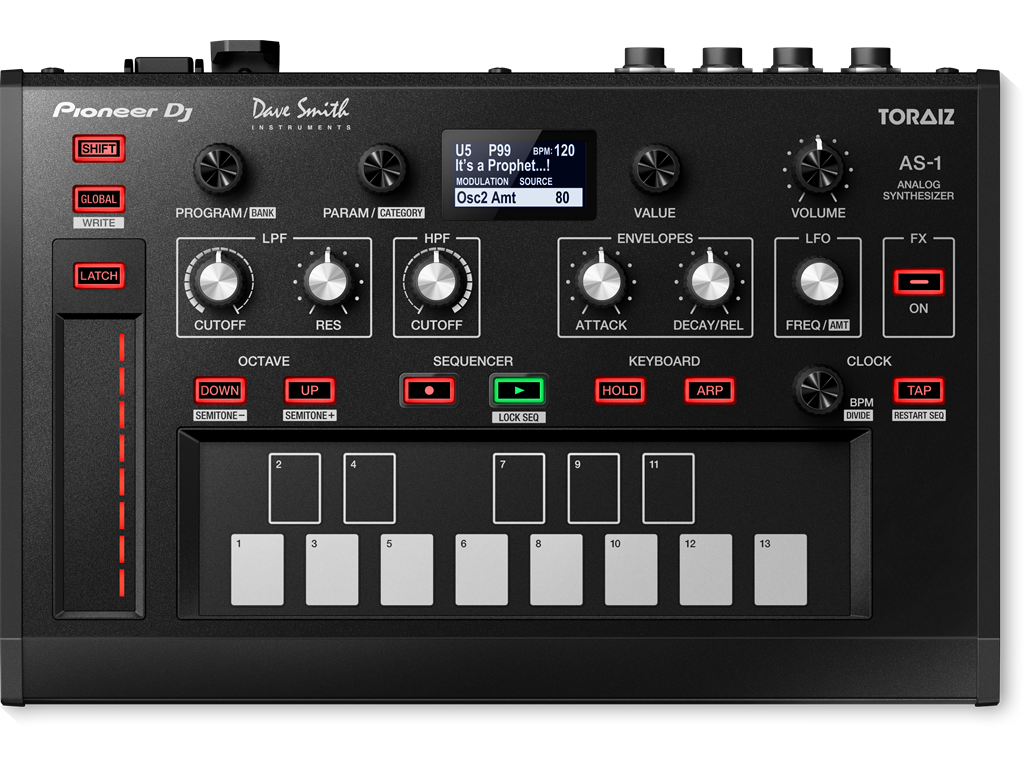 Pioneer Dj
Dave Smith
INSTRUMENTS
TORAIZ
AS-1
ANALOG
SYNTHESIZER
SHIFT
GLOBAL
WRITE
LATCH
PROGRAM/BANK
PARAM/CATEGORY
U5 P99 BPM:120
It's a Prophet...!
MODULATION SOURCE
Osc2 Amt 80
VALUE
VOLUME
LPF
CUTOFF
RES
HPF
CUTOFF
ENVELOPES
ATTACK
DECAY/REL
LFO
FREQ/AMT
FX
ON
OCTAVE
DOWN
UP
SEMITONE−
SEMITONE+
SEQUENCER
LOCK SEQ
KEYBOARD
HOLD
ARP
CLOCK
BPM
DIVIDE
TAP
RESTART SEQ
2
4
7
9
11
1
3
5
6
8
10
12
13